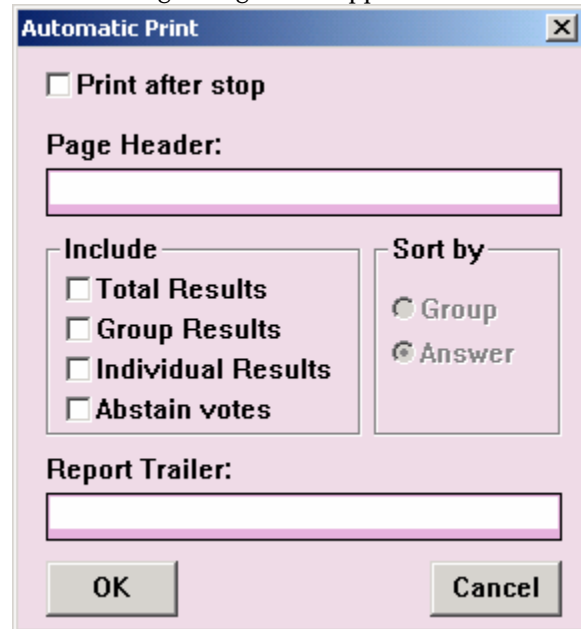 Automatic Print
Print after stop
Page Header:
Include
Total Results
Group Results
Individual Results
Abstain votes
Sort by
Group
Answer
Report Trailer:
OK
Cancel